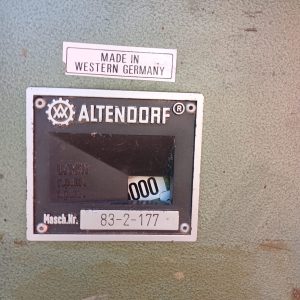 MADE IN
WESTERN GERMANY
ALTENDORF®
r.p.m.
000
Masch.Nr. 83-2-177